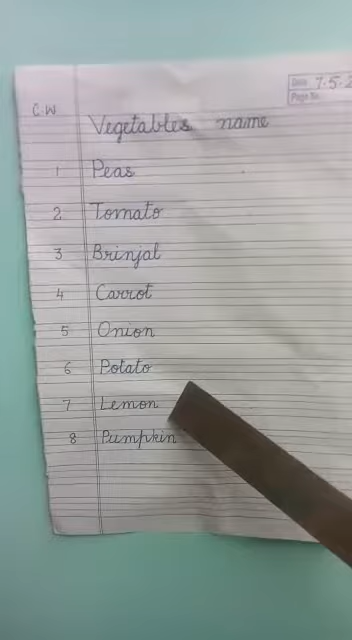 Date 7.5.2
Page No.
C.W
Vegetables name
1 Peas
2 Tomato
3 Brinjal
4 Carrot
5 Onion
6 Potato
7 Lemon
8 Pumpkin